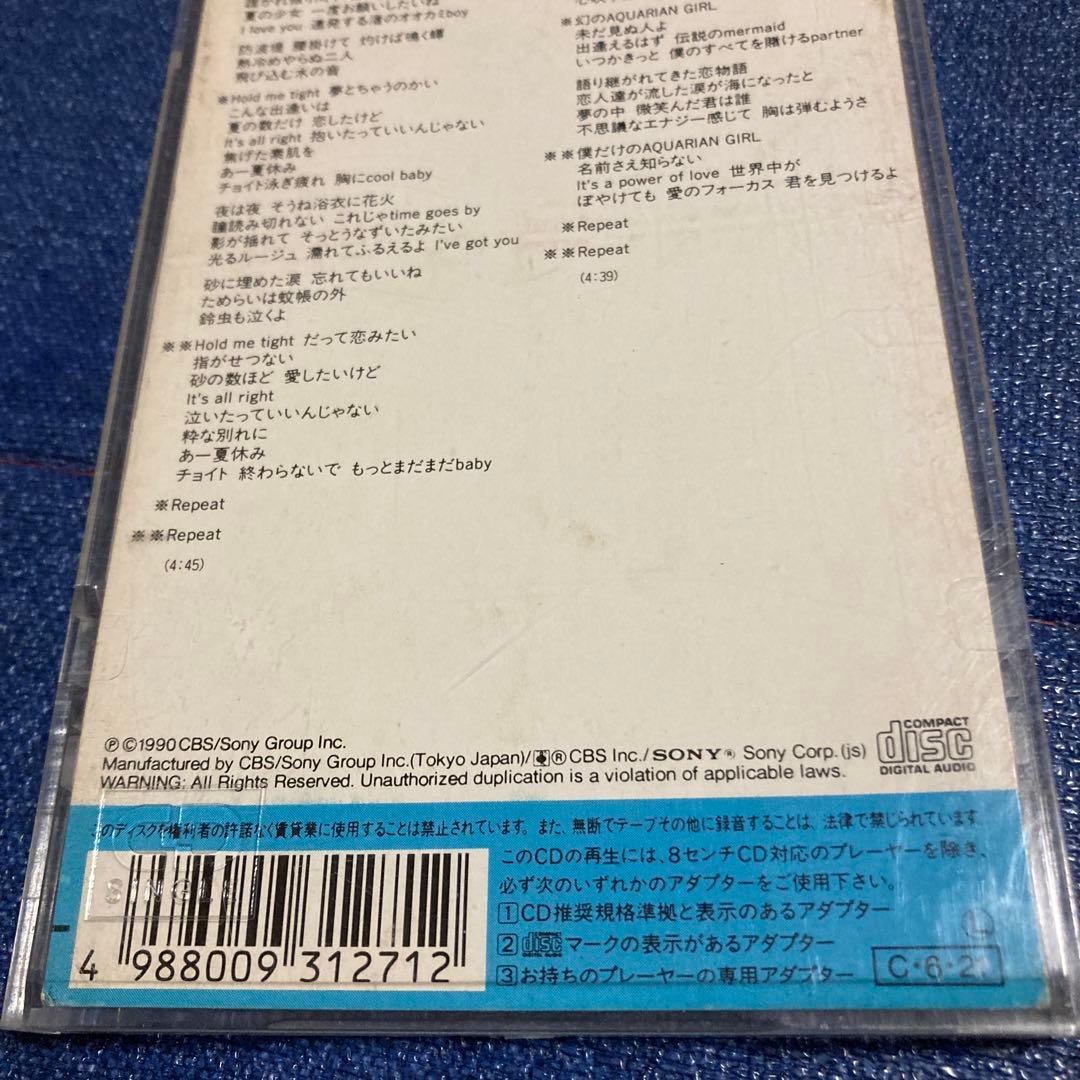 夏の少女 一度お願いしたいね
I love you 連発する渚のオオカミboy
防波堤 腰掛けて 灼けば鳴く蟬
熱冷めやらぬ二人
飛び込む水の音
※Hold me tight 夢とちゃうのかい
こんな出逢いは
夏の数だけ 恋したけど
It's all right 抱いたっていいんじゃない
焦げた素肌を
あー夏休み
チョイト泳ぎ疲れ 胸にcool baby
夜は夜 そうね浴衣に花火
瞳読み切れない これじゃtime goes by
影が揺れて そっとうなずいたみたい
光るルージュ 濡れてふるえるよ I've got you
砂に埋めた涙 忘れてもいいね
ためらいは蚊帳の外
鈴虫も泣くよ
※※Hold me tight だって恋みたい
指がせつない
砂の数ほど 愛したいけど
It's all right
泣いたっていいんじゃない
粋な別れに
あー夏休み
チョイト 終わらないで もっとまだまだbaby
※Repeat
※※Repeat
(4:45)
※幻のAQUARIAN GIRL
未だ見ぬ人よ
出逢えるはず 伝説のmermaid
いつかきっと 僕のすべてを賭けるpartner
語り継がれてきた恋物語
恋人達が流した涙が海になったと
夢の中 微笑んだ君は誰
不思議なエナジー感じて 胸は弾むようさ
※※僕だけのAQUARIAN GIRL
名前さえ知らない
It's a power of love 世界中が
ぼやけても 愛のフォーカス 君を見つけるよ
※Repeat
※※Repeat
(4:39)
Ⓟ©1990 CBS/Sony Group Inc.
Manufactured by CBS/Sony Group Inc.(Tokyo Japan)/®CBS Inc./SONY® Sony Corp.(js)
WARNING: All Rights Reserved. Unauthorized duplication is a violation of applicable laws.
COMPACT
disc
DIGITAL AUDIO
このディスクを権利者の許諾なく賃貸業に使用することは禁止されています。また、無断でテープその他に録音することは、法律で禁じられています。
SINGLE
4 988009 312712
このCDの再生には、8センチCD対応のプレーヤーを除き、
必ず次のいずれかのアダプターをご使用下さい。
1 CD推奨規格準拠と表示のあるアダプター
2 disc マークの表示があるアダプター
3 お持ちのプレーヤーの専用アダプター
L
C・6・21